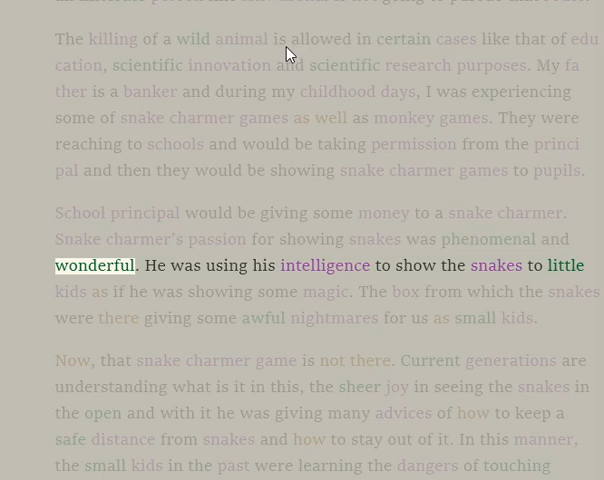 The killing of a wild animal is allowed in certain cases like that of edu
cation, scientific innovation and scientific research purposes. My fa
ther is a banker and during my childhood days, I was experiencing
some of snake charmer games as well as monkey games. They were
reaching to schools and would be taking permission from the princi
pal and then they would be showing snake charmer games to pupils.
School principal would be giving some money to a snake charmer.
Snake charmer's passion for showing snakes was phenomenal and
wonderful. He was using his intelligence to show the snakes to little
kids as if he was showing some magic. The box from which the snakes
were there giving some awful nightmares for us as small kids.
Now, that snake charmer game is not there. Current generations are
understanding what is it in this, the sheer joy in seeing the snakes in
the open and with it he was giving many advices of how to keep a
safe distance from snakes and how to stay out of it. In this manner,
the small kids in the past were learning the dangers of touching